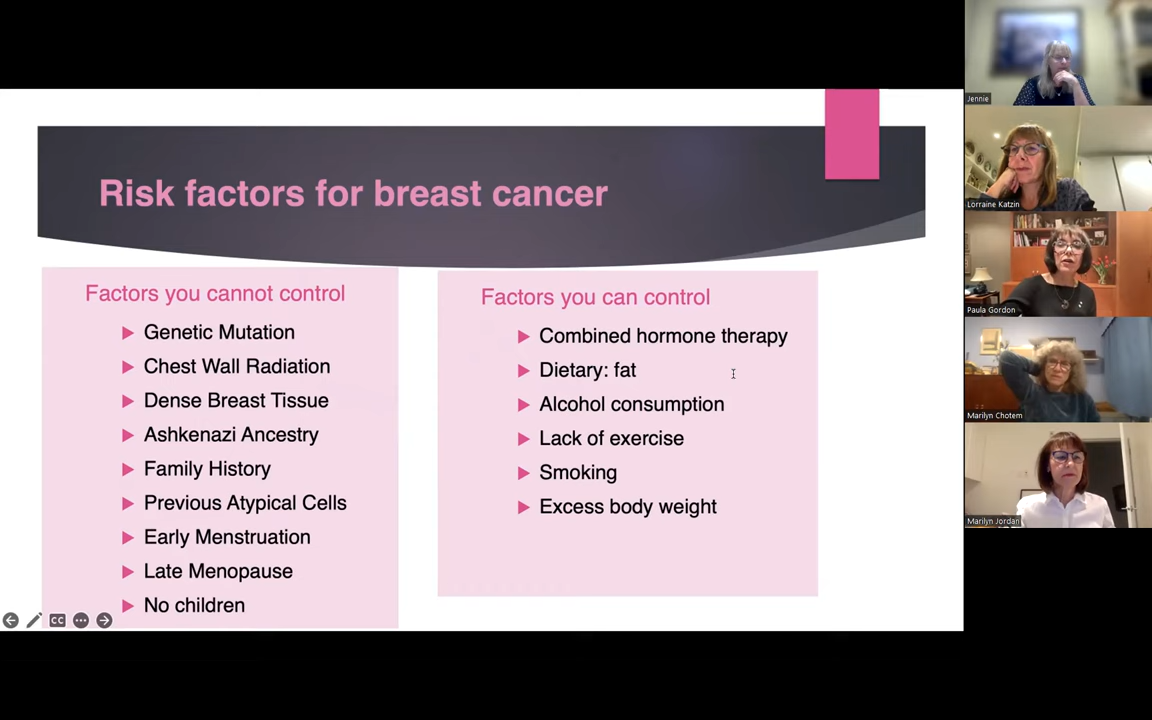 Risk factors for breast cancer
Factors you cannot control
Genetic Mutation
Chest Wall Radiation
Dense Breast Tissue
Ashkenazi Ancestry
Family History
Previous Atypical Cells
Early Menstruation
Late Menopause
No children
Factors you can control
Combined hormone therapy
Dietary: fat
Alcohol consumption
Lack of exercise
Smoking
Excess body weight
CC
Jennie
Lorraine Katzin
Paula Gordon
Marilyn Chotem
Marilyn Jordan